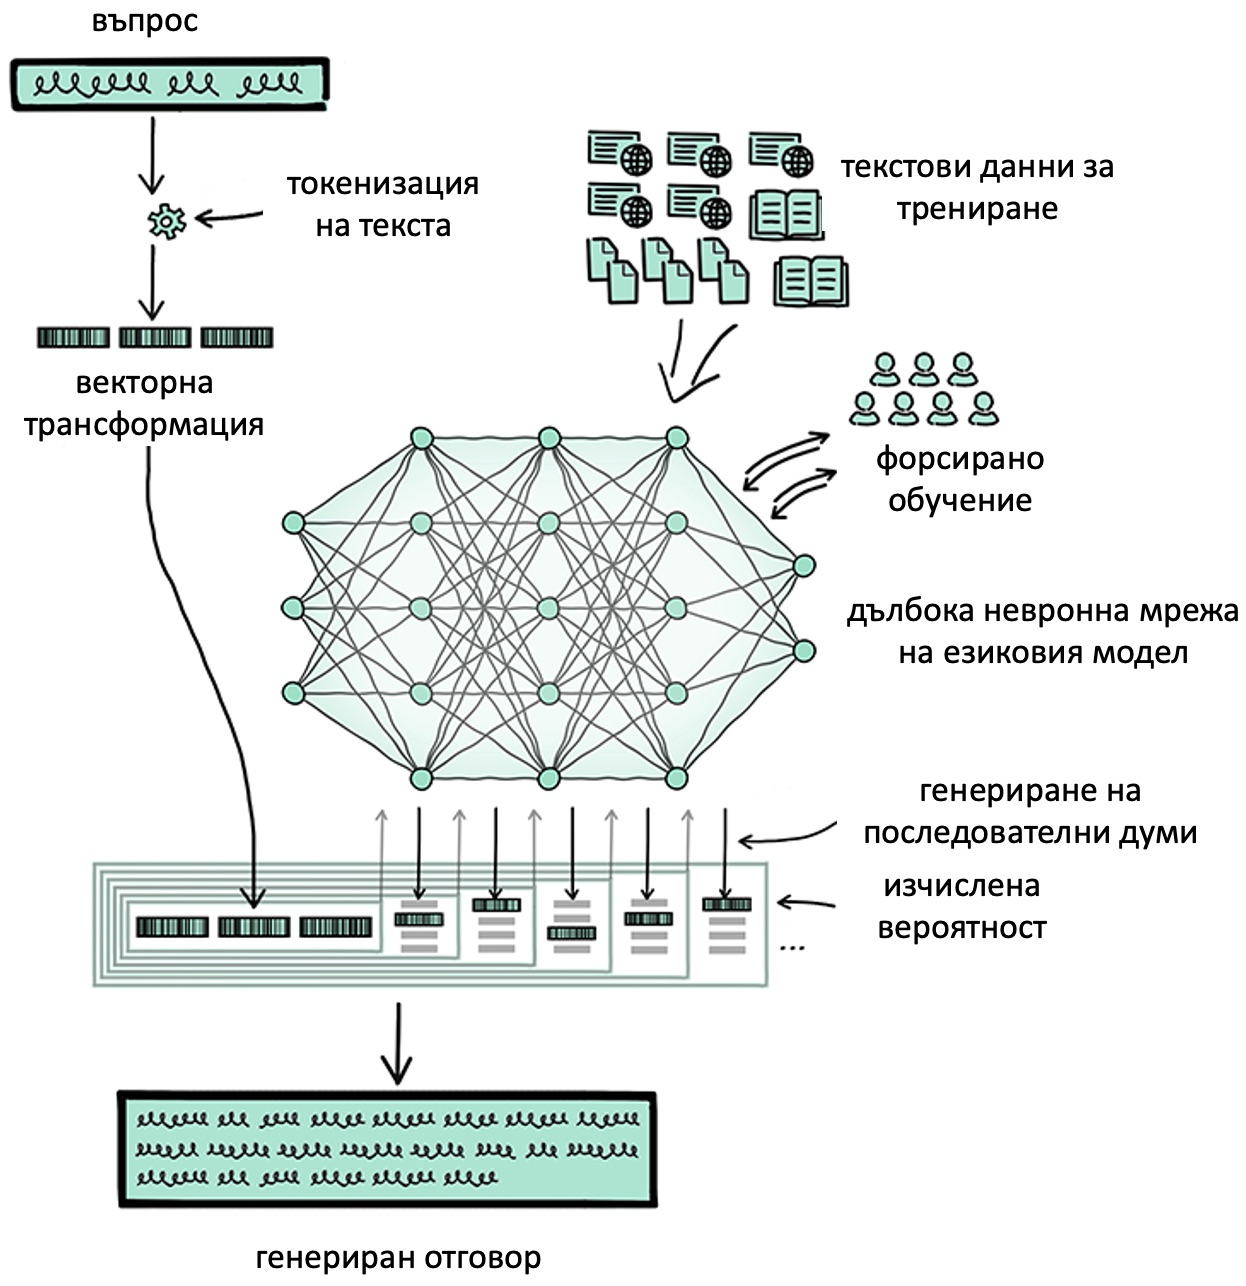 въпрос
токенизация
на текста
векторна
трансформация
текстови данни за
трениране
форсирано
обучение
дълбока невронна мрежа
на езиковия модел
генериране на
последователни думи
изчислена
вероятност
...
генериран отговор